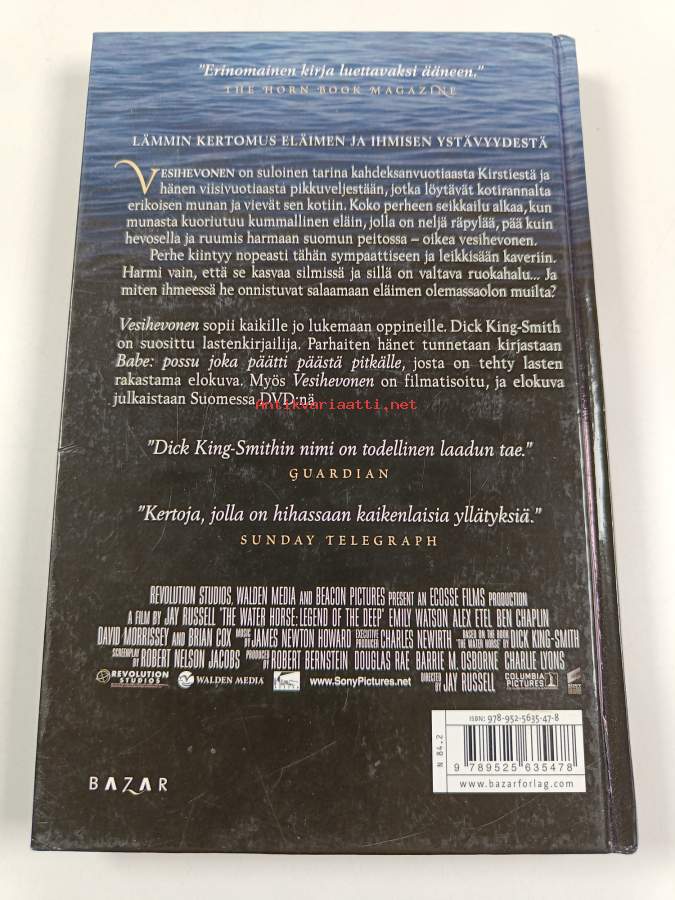 "Erinomainen kirja luettavaksi ääneen."
THE HORN BOOK MAGAZINE
LÄMMIN KERTOMUS ELÄIMEN JA IHMISEN YSTÄVYYDESTÄ
VESIHEVONEN on suloinen tarina kahdeksanvuotiaasta Kirstiestä ja
hänen viisivuotiaasta pikkuveljestään, jotka löytävät kotirannalta
erikoisen munan ja vievät sen kotiin. Koko perheen seikkailu alkaa, kun
munasta kuoriutuu kummallinen eläin, jolla on neljä räpylää, pää kuin
hevosella ja ruumis harmaan suomun peitossa – oikea vesihevonen.
Perhe kiintyy nopeasti tähän sympaattiseen ja leikkisään kaveriin.
Harmi vain, että se kasvaa silmissä ja sillä on valtava ruokahalu... Ja
miten ihmeessä he onnistuvat salaamaan eläimen olemassaolon muilta?
Vesihevonen sopii kaikille jo lukemaan oppineille. Dick King-Smith
on suosittu lastenkirjailija. Parhaiten hänet tunnetaan kirjastaan
Babe: possu joka päätti päästä pitkälle, josta on tehty lasten
rakastama elokuva. Myös Vesihevonen on filmatisoitu, ja elokuva
julkaistaan Suomessa DVD:nä.
Antikvariaatti.net
"Dick King-Smithin nimi on todellinen laadun tae."
GUARDIAN
"Kertoja, jolla on hihassaan kaikenlaisia yllätyksiä."
SUNDAY TELEGRAPH
REVOLUTION STUDIOS, WALDEN MEDIA AND BEACON PICTURES PRESENT AN ECOSSE FILMS PRODUCTION
A FILM BY JAY RUSSELL 'THE WATER HORSE: LEGEND OF THE DEEP' EMILY WATSON ALEX ETEL BEN CHAPLIN
DAVID MORRISSEY AND BRIAN COX MUSIC BY JAMES NEWTON HOWARD EXECUTIVE PRODUCER CHARLES NEWIRTH BASED ON THE BOOK 'THE WATER HORSE' BY DICK KING-SMITH
SCREENPLAY BY ROBERT NELSON JACOBS PRODUCED BY ROBERT BERNSTEIN DOUGLAS RAE BARRIE M. OSBORNE CHARLIE LYONS
REVOLUTION STUDIOS WALDEN MEDIA www.SonyPictures.net DIRECTED BY JAY RUSSELL COLUMBIA PICTURES
ISBN: 978-952-5635-47-8
N 84.2
9 789525 635478
www.bazarforlag.com
BAZAR